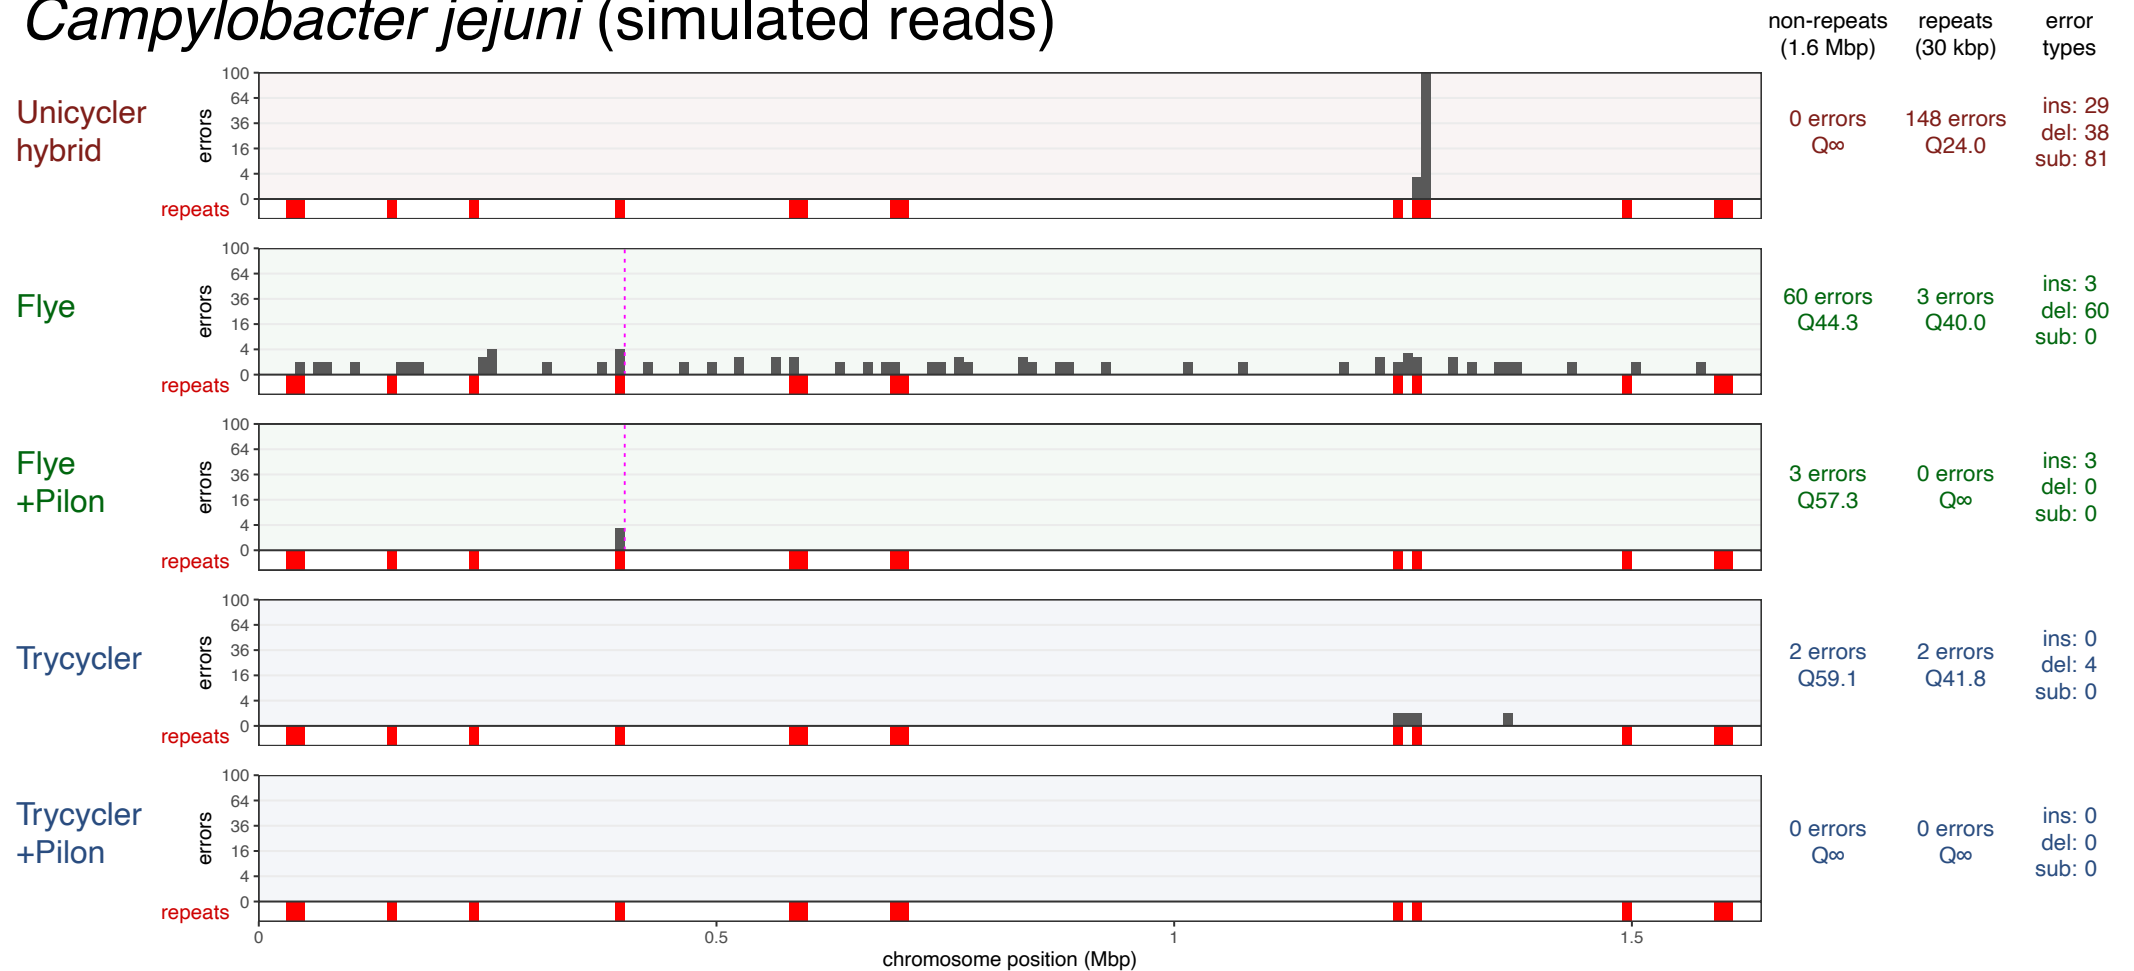 Campylobacter jejuni (simulated reads)
non-repeats repeats error
(1.6 Mbp) (30 kbp) types
Unicycler
hybrid
errors
100
64
36
16
4
0
repeats
0 errors
Q∞
148 errors
Q24.0
ins: 29
del: 38
sub: 81
Flye
errors
100
64
36
16
4
0
repeats
60 errors
Q44.3
3 errors
Q40.0
ins: 3
del: 60
sub: 0
Flye
+Pilon
errors
100
64
36
16
4
0
repeats
3 errors
Q57.3
0 errors
Q∞
ins: 3
del: 0
sub: 0
Trycycler
errors
100
64
36
16
4
0
repeats
2 errors
Q59.1
2 errors
Q41.8
ins: 0
del: 4
sub: 0
Trycycler
+Pilon
errors
100
64
36
16
4
0
repeats
0 errors
Q∞
0 errors
Q∞
ins: 0
del: 0
sub: 0
0 0.5 1 1.5
chromosome position (Mbp)